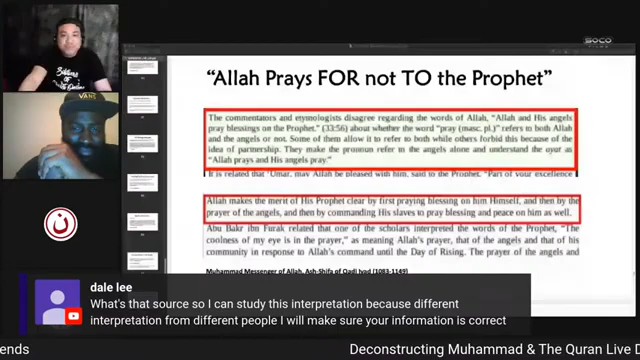 SOCO
"Allah Prays FOR not TO the Prophet"
The commentators and etymologists disagree regarding the words of Allah, "Allah and His angels
pray blessings on the Prophet." (33:56) about whether the word "pray (masc. pl.)" refers to both Allah
and the angels or not. Some of them allow it to refer to both while others forbid this because of the
idea of partnership. They make the pronoun refer to the angels alone and understand the ayat as
"Allah prays and His angels pray."
It is related that 'Umar, may Allah be pleased with him, said to the Prophet, "Part of your excellence
Allah makes the merit of His Prophet clear by first praying blessing on him Himself, and then by the
prayer of the angels, and then by commanding His slaves to pray blessing and peace on him as well.
Abu Bakr ibn Furak related that one of the scholars interpreted the words of the Prophet, "The
coolness of my eye is in the prayer," as meaning Allah's prayer, that of the angels and that of his
community in response to Allah's command until the Day of Rising. The prayer of the angels and
Muhammad Messenger of Allah, Ash-Shifa of Qadi Iyad (1083-1149)
VANS
ن
dale lee
What's that source so I can study this interpretation because different
interpretation from different people I will make sure your information is correct
ends
Deconstructing Muhammad & The Quran Live D